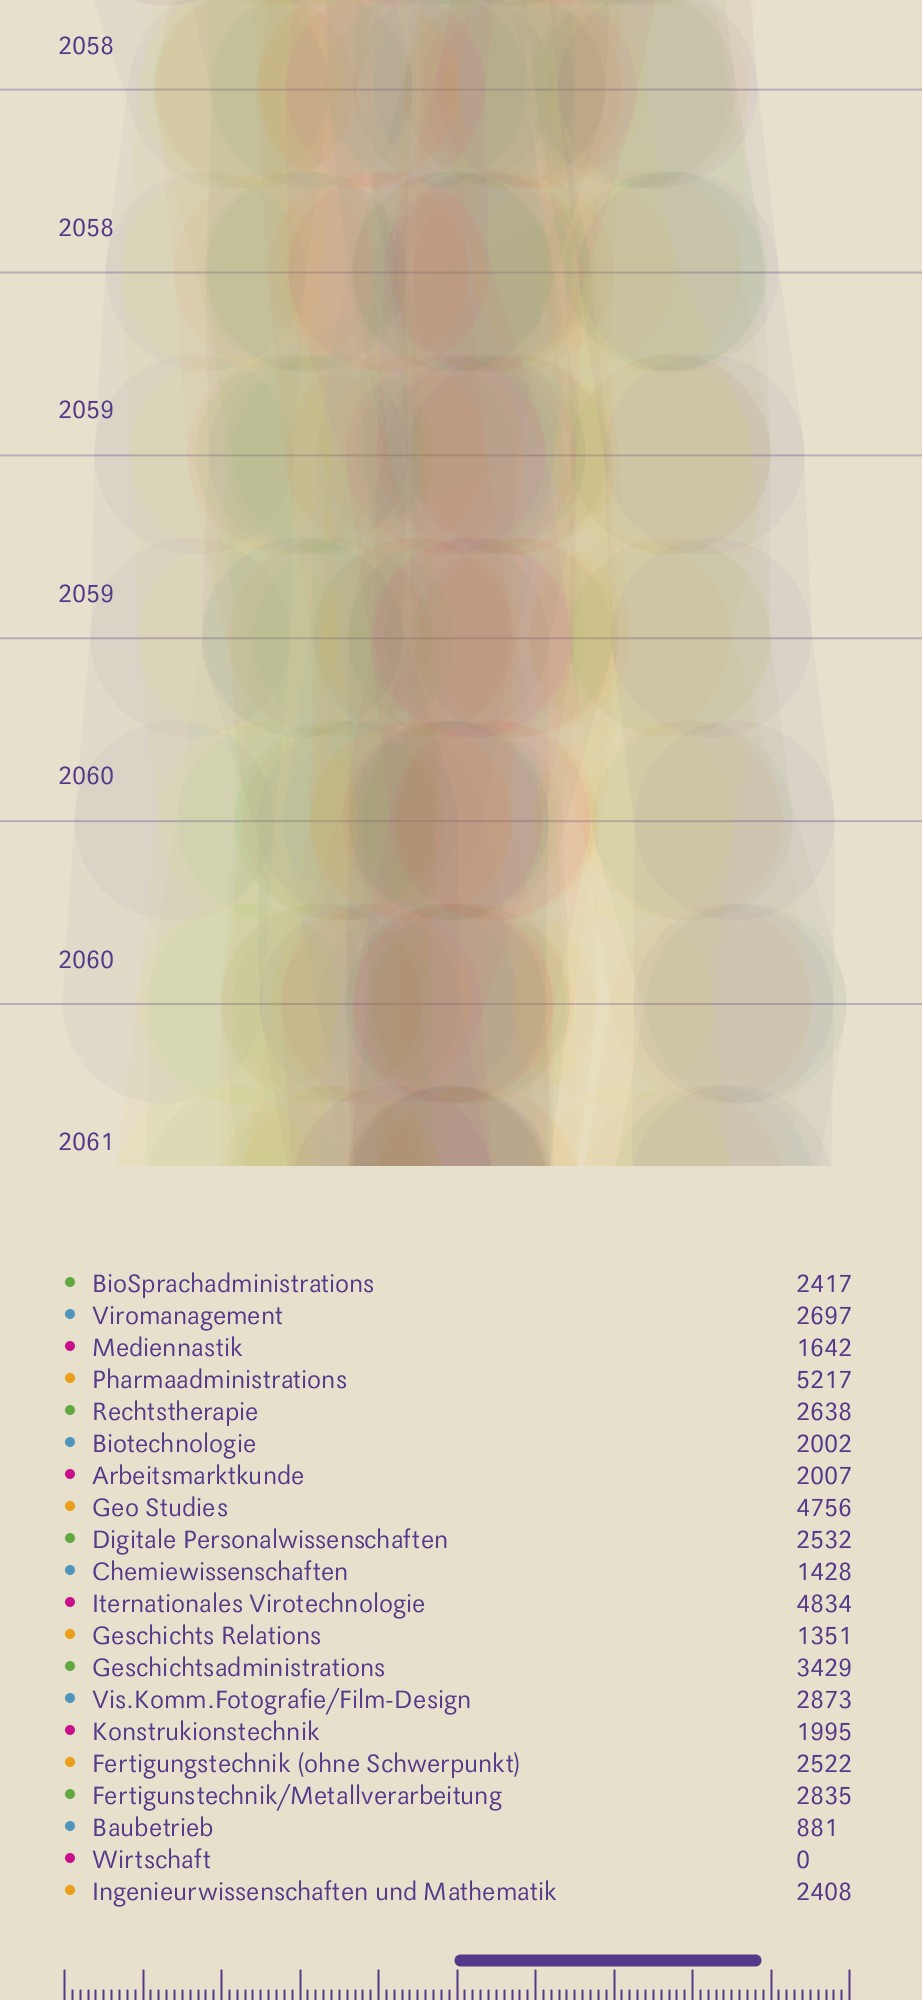 2058
2058
2059
2059
2060
2060
2061
BioSprachadministrations 2417
Viromanagement 2697
Mediennastik 1642
Pharmaadministrations 5217
Rechtstherapie 2638
Biotechnologie 2002
Arbeitsmarktkunde 2007
Geo Studies 4756
Digitale Personalwissenschaften 2532
Chemiewissenschaften 1428
Iternationales Virotechnologie 4834
Geschichts Relations 1351
Geschichtsadministrations 3429
Vis.Komm.Fotografie/Film-Design 2873
Konstrukionstechnik 1995
Fertigungstechnik (ohne Schwerpunkt) 2522
Fertigunstechnik/Metallverarbeitung 2835
Baubetrieb 881
Wirtschaft 0
Ingenieurwissenschaften und Mathematik 2408